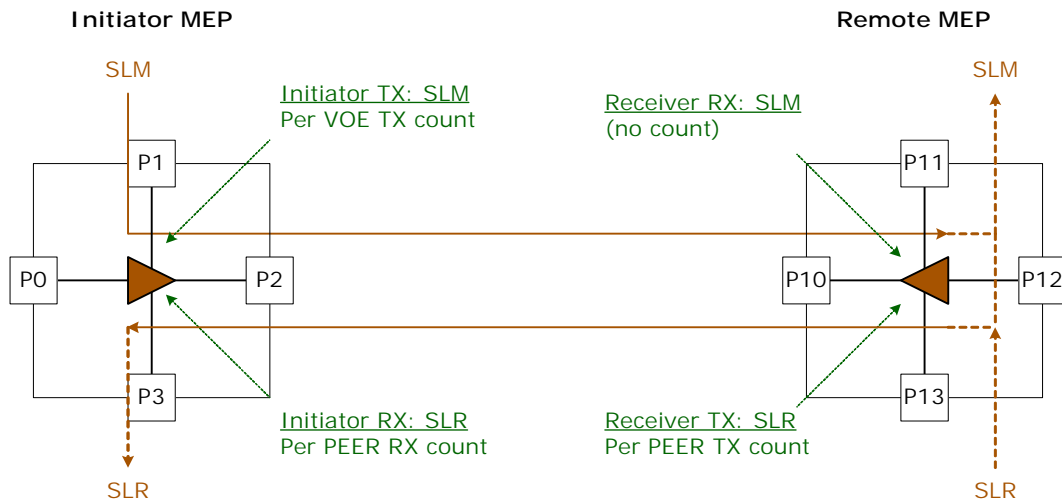 Initiator MEP
Remote MEP
SLM
SLM
Initiator TX: SLM
Per VOE TX count
Receiver RX: SLM
(no count)
P1
P11
P0
P2
P10
P12
P3
P13
Initiator RX: SLR
Per PEER RX count
Receiver TX: SLR
Per PEER TX count
SLR
SLR